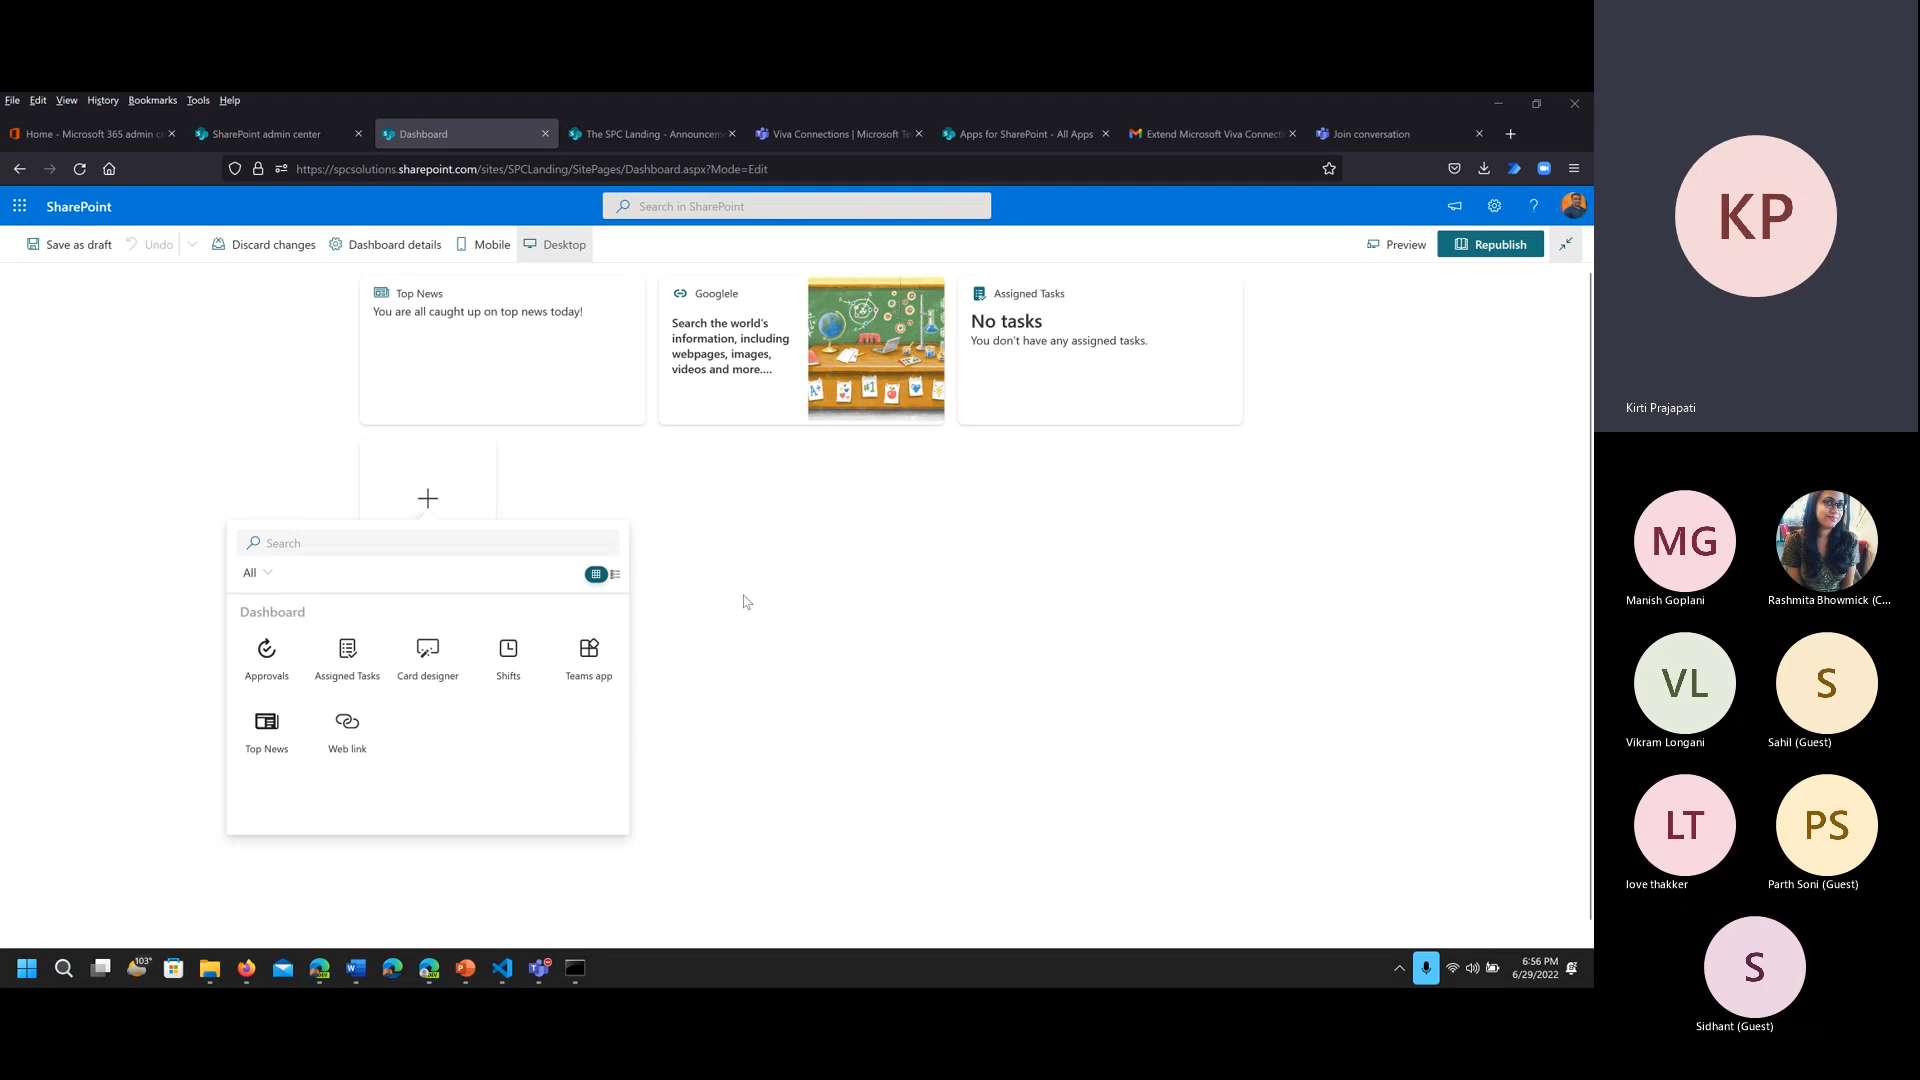 File Edit View History Bookmarks Tools Help
Home - Microsoft 365 admin ce
SharePoint admin center
Dashboard
The SPC Landing - Announcem
Viva Connections | Microsoft Te
Apps for SharePoint - All Apps
Extend Microsoft Viva Connecti
Join conversation
https://spcsolutions.sharepoint.com/sites/SPCLanding/SitePages/Dashboard.aspx?Mode=Edit
SharePoint
Search in SharePoint
Save as draft
Undo
Discard changes
Dashboard details
Mobile
Desktop
Preview
Republish
Top News
You are all caught up on top news today!
Googlele
Search the world's
information, including
webpages, images,
videos and more....
A+
#1
Assigned Tasks
No tasks
You don't have any assigned tasks.
Search
All
Dashboard
Approvals
Assigned Tasks
Card designer
Shifts
Teams app
Top News
Web link
103°
6:56 PM
6/29/2022
KP
Kirti Prajapati
MG
Manish Goplani
Rashmita Bhowmick (C...
VL
Vikram Longani
S
Sahil (Guest)
LT
love thakker
PS
Parth Soni (Guest)
S
Sidhant (Guest)